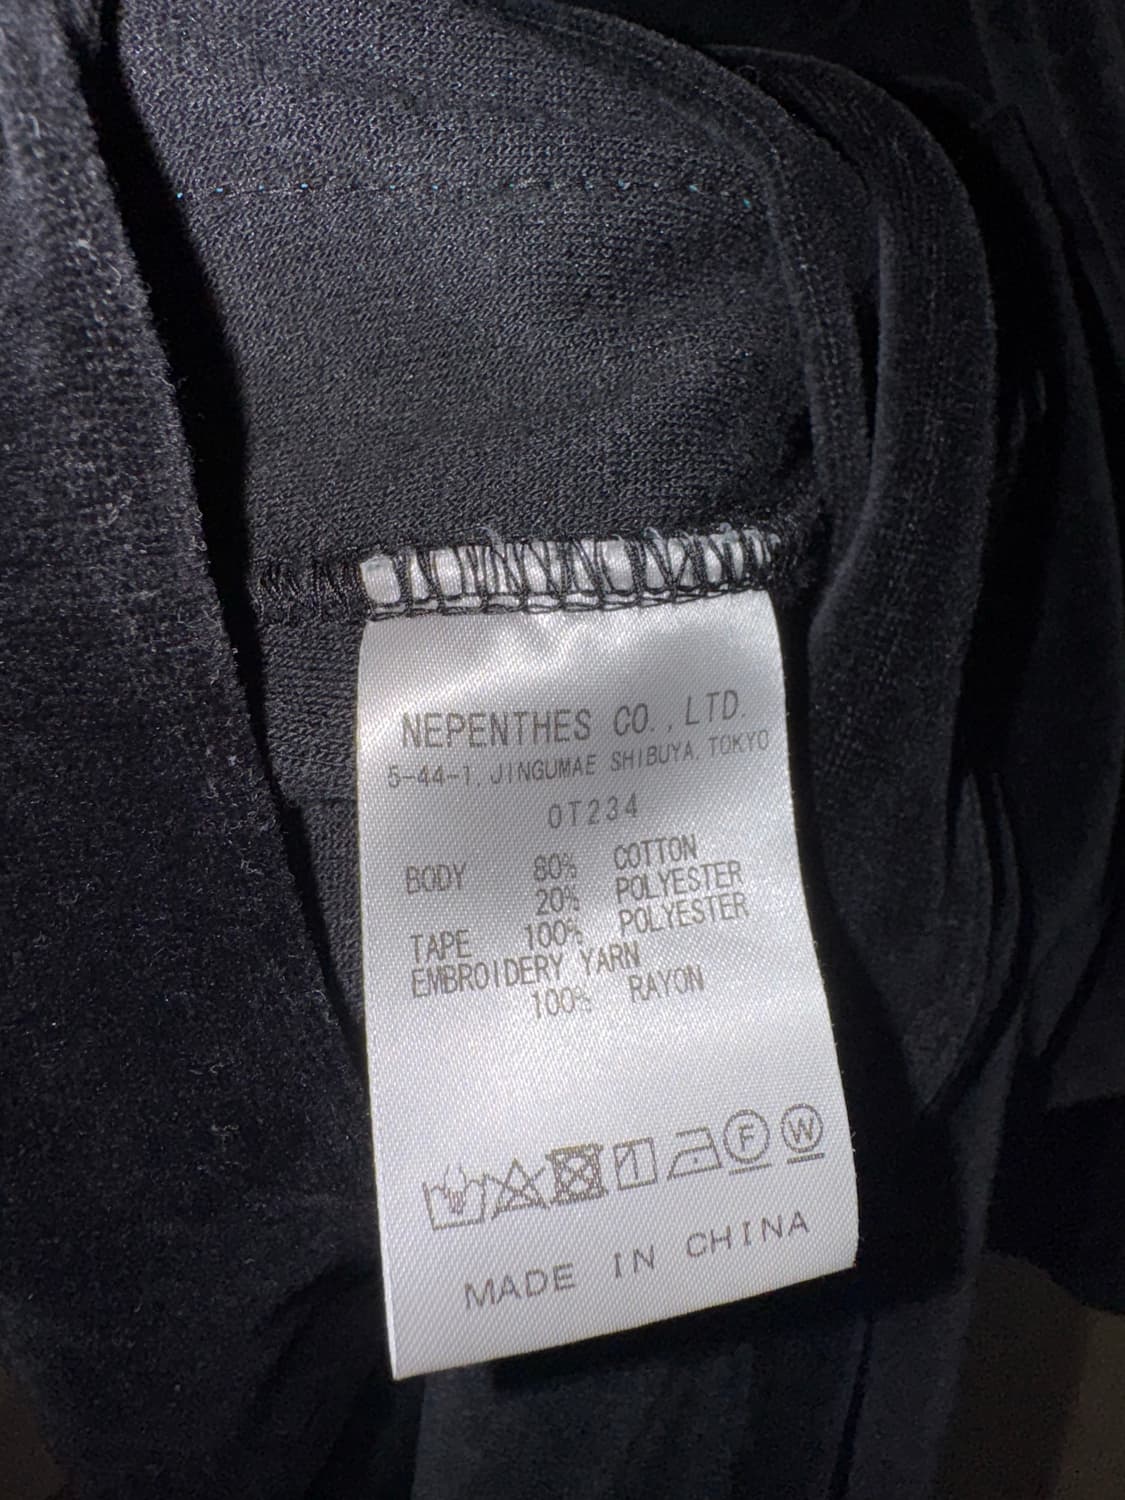 NEPENTHES CO., LTD.
5-44-1, JINGUMAE SHIBUYA, TOKYO
OT234
BODY 80% COTTON
20% POLYESTER
TAPE 100% POLYESTER
EMBROIDERY YARN
100% RAYON
F W
MADE IN CHINA